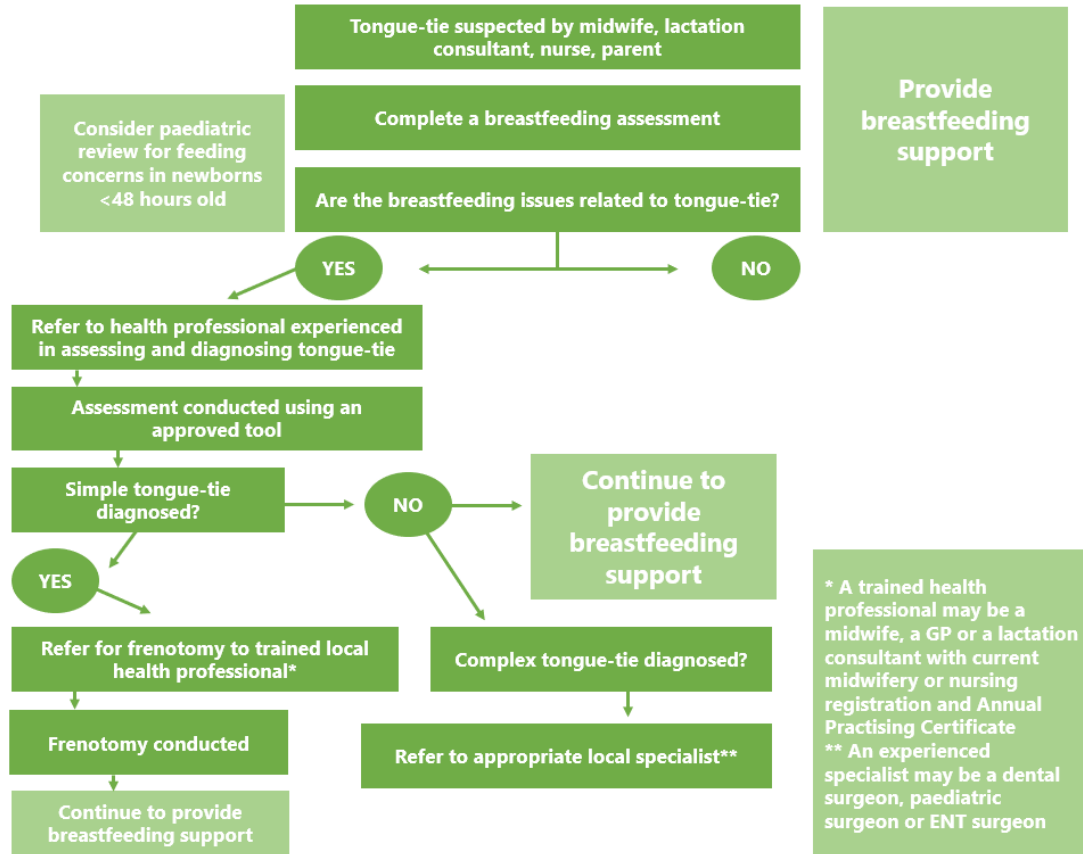 Tongue-tie suspected by midwife, lactation
consultant, nurse, parent
Provide
breastfeeding
support
Complete a breastfeeding assessment
Consider paediatric
review for feeding
concerns in newborns
<48 hours old
Are the breastfeeding issues related to tongue-tie?
YES
NO
Refer to health professional experienced
in assessing and diagnosing tongue-tie
Assessment conducted using an
approved tool
Simple tongue-tie
diagnosed?
NO
Continue to
provide
breastfeeding
support
YES
Refer for frenotomy to trained local
health professional*
Complex tongue-tie diagnosed?
Frenotomy conducted
Refer to appropriate local specialist**
Continue to provide
breastfeeding support
* A trained health
professional may be a
midwife, a GP or a lactation
consultant with current
midwifery or nursing
registration and Annual
Practising Certificate
** An experienced
specialist may be a dental
surgeon, paediatric
surgeon or ENT surgeon